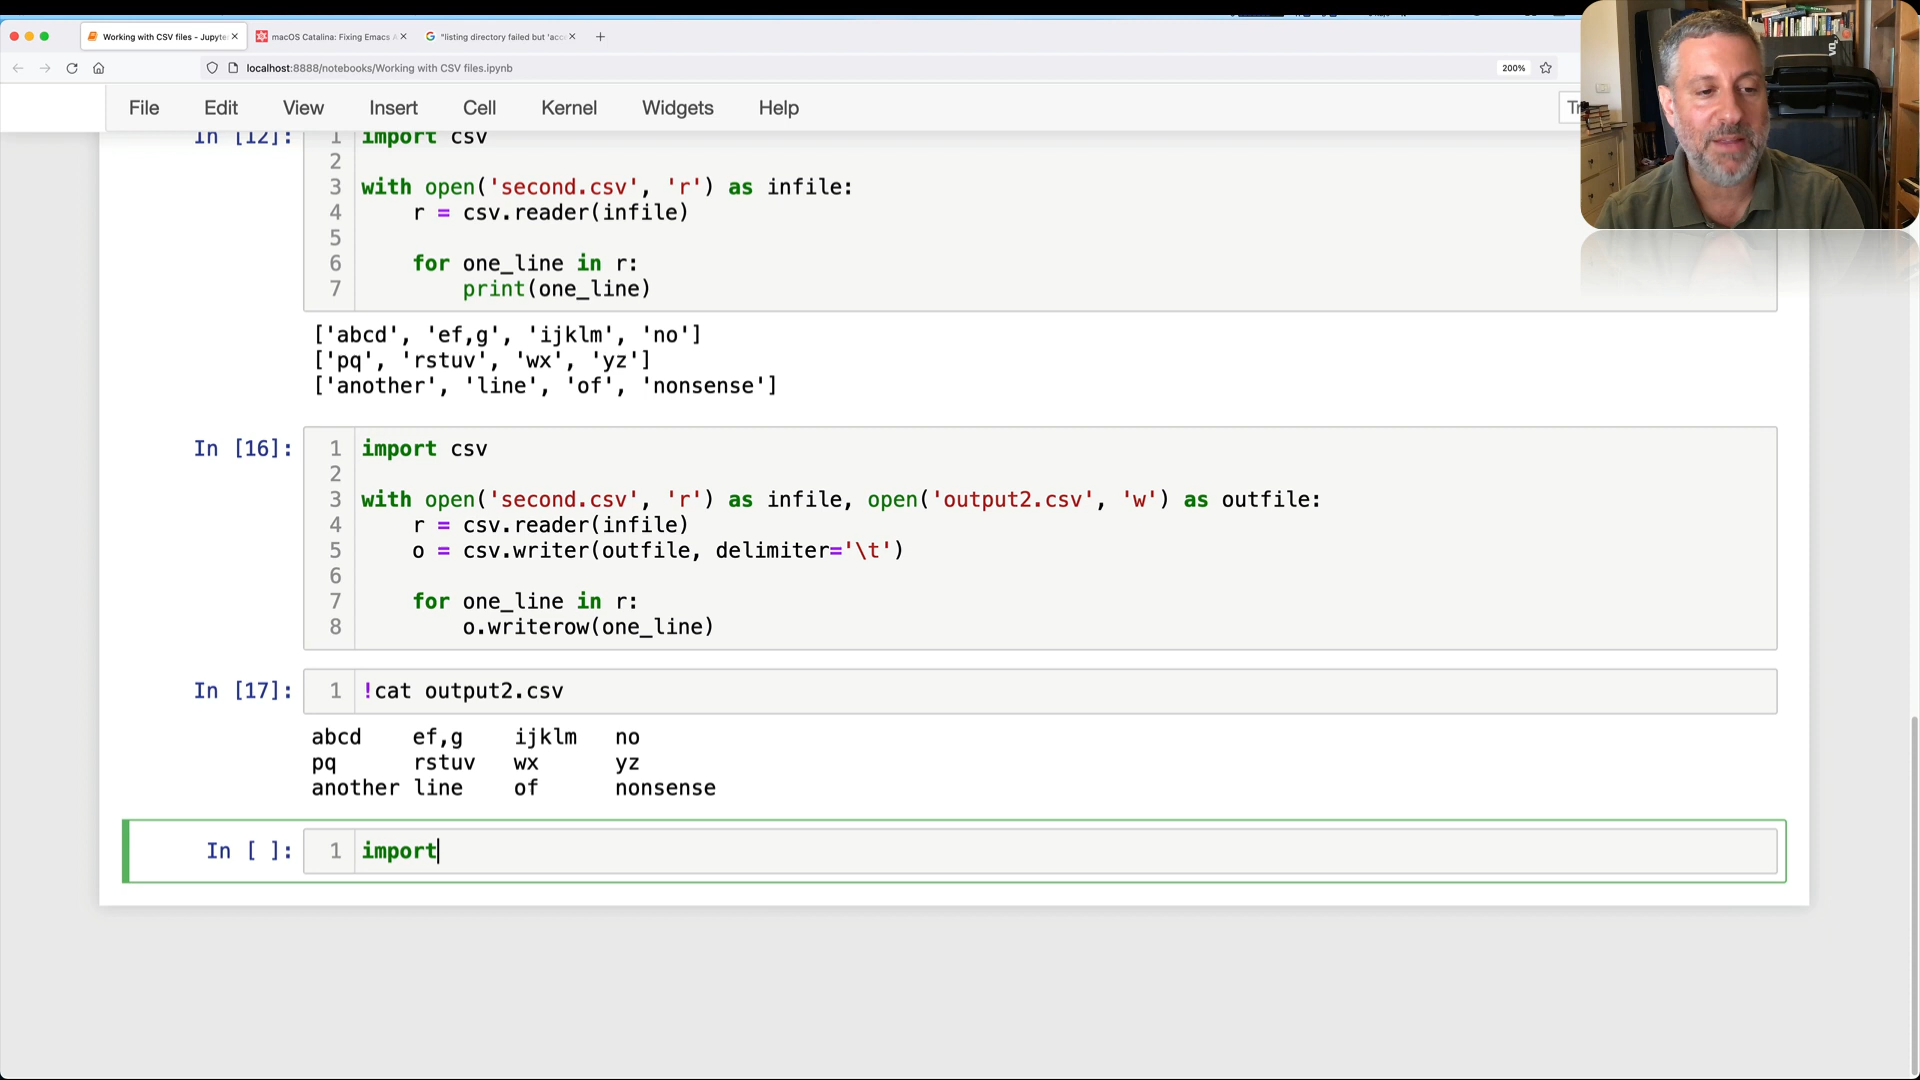 Working with CSV files - Jupyte
macOS Catalina: Fixing Emacs
"listing directory failed but 'acc
localhost:8888/notebooks/Working with CSV files.ipynb
200%
File Edit View Insert Cell Kernel Widgets Help
In [12]:
1 import csv
2
3 with open('second.csv', 'r') as infile:
4 r = csv.reader(infile)
5
6 for one_line in r:
7 print(one_line)
['abcd', 'ef,g', 'ijklm', 'no']
['pq', 'rstuv', 'wx', 'yz']
['another', 'line', 'of', 'nonsense']
In [16]:
1 import csv
2
3 with open('second.csv', 'r') as infile, open('output2.csv', 'w') as outfile:
4 r = csv.reader(infile)
5 o = csv.writer(outfile, delimiter='\t')
6
7 for one_line in r:
8 o.writerow(one_line)
In [17]:
1 !cat output2.csv
abcd ef,g ijklm no
pq rstuv wx yz
another line of nonsense
In [ ]:
1 import